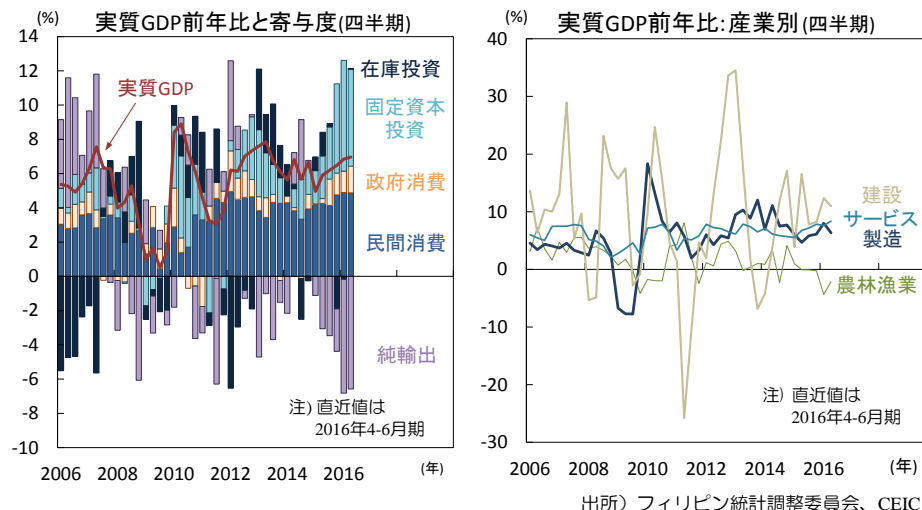 実質GDP前年比と寄与度(四半期)
(%)
14
12
10
8
6
4
2
0
-2
-4
-6
-8
-10
在庫投資
実質GDP
固定資本
投資
政府消費
民間消費
純輸出
注) 直近値は
2016年4-6月期
2006
2008
2010
2012
2014
2016
(年)
実質GDP前年比:産業別(四半期)
(%)
40
30
20
10
0
-10
-20
-30
建設
サービス
製造
農林漁業
注) 直近値は
2016年4-6月期
2006
2008
2010
2012
2014
2016
(年)
出所）フィリピン統計調整委員会、CEIC